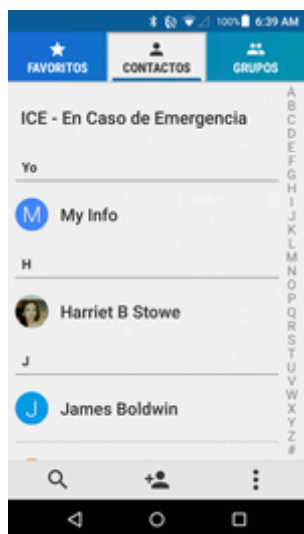 100% 6:39 AM
FAVORITOS CONTACTOS GRUPOS
ICE - En Caso de Emergencia
Yo
M My Info
H
Harriet B Stowe
J
J James Boldwin
A
B
C
D
E
F
G
H
I
J
K
L
M
N
O
P
Q
R
S
T
U
V
W
X
Y
Z
#